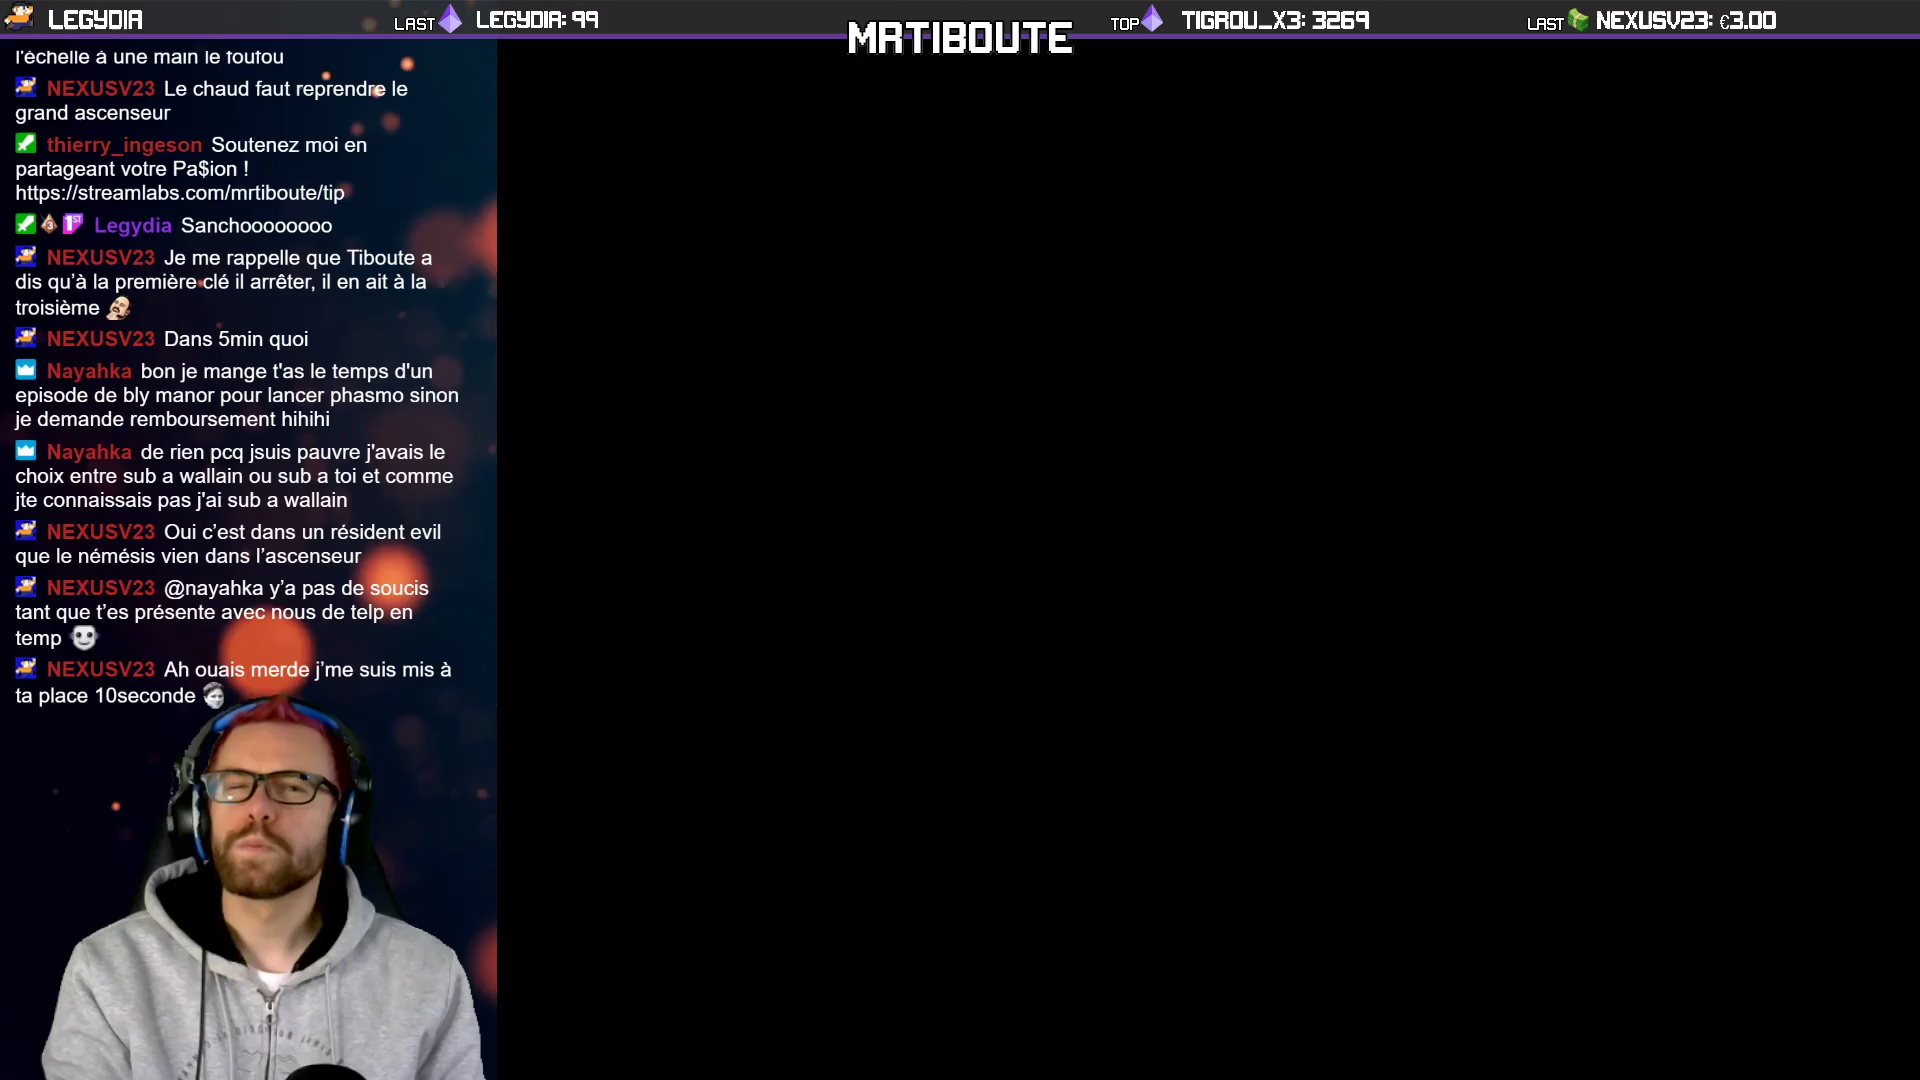 LEGYDIA
LAST LEGYDIA: 99
MRTIBOUTE
TOP TIGROU_X3: 3269
LAST NEXUSV23: €3.00
l'échelle à une main le foufou
NEXUSV23 Le chaud faut reprendre le
grand ascenseur
thierry_ingeson Soutenez moi en
partageant votre Pa$ion !
https://streamlabs.com/mrtiboute/tip
3 1ST Legydia Sanchoooooooo
NEXUSV23 Je me rappelle que Tiboute a
dis qu’à la première clé il arrêter, il en ait à la
troisième
NEXUSV23 Dans 5min quoi
Nayahka bon je mange t'as le temps d'un
episode de bly manor pour lancer phasmo sinon
je demande remboursement hihihi
Nayahka de rien pcq jsuis pauvre j'avais le
choix entre sub a wallain ou sub a toi et comme
jte connaissais pas j'ai sub a wallain
NEXUSV23 Oui c’est dans un résident evil
que le némésis vien dans l’ascenseur
NEXUSV23 @nayahka y’a pas de soucis
tant que t’es présente avec nous de telp en
temp
NEXUSV23 Ah ouais merde j’me suis mis à
ta place 10seconde